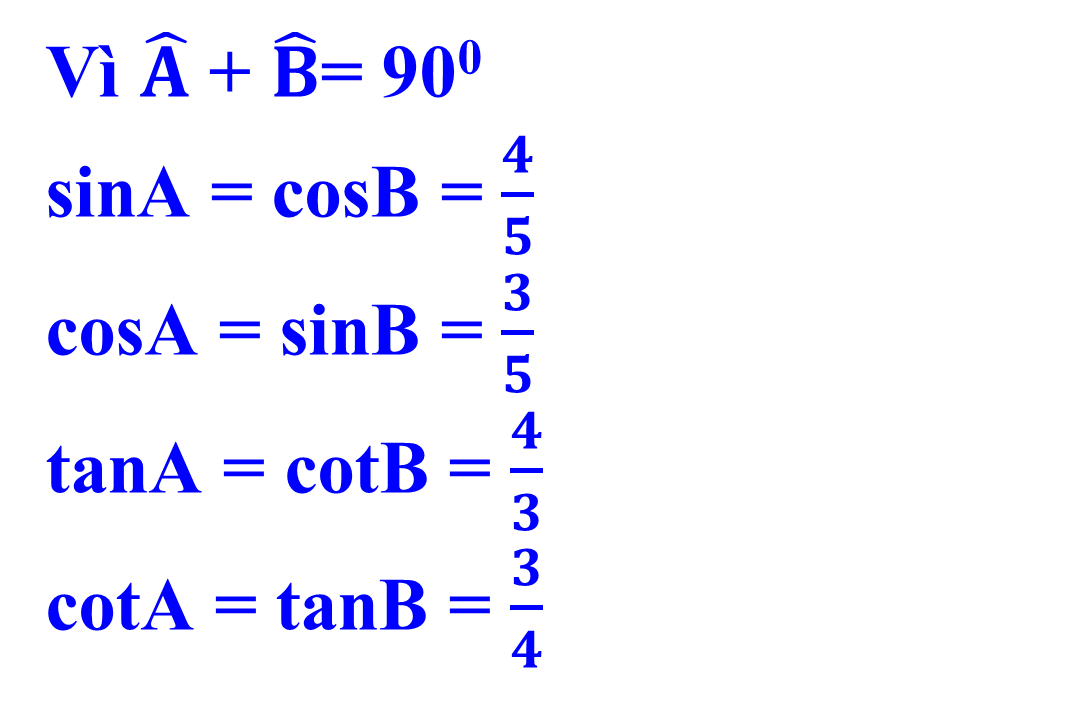 Vì Â + B̂= 90⁰
sinA = cosB = 4/5
cosA = sinB = 3/5
tanA = cotB = 4/3
cotA = tanB = 3/4